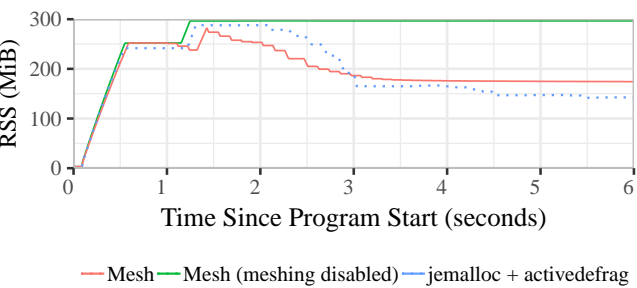 300
200
100
0
RSS (MiB)
0 1 2 3 4 5 6
Time Since Program Start (seconds)
Mesh Mesh (meshing disabled) jemalloc + activedefrag